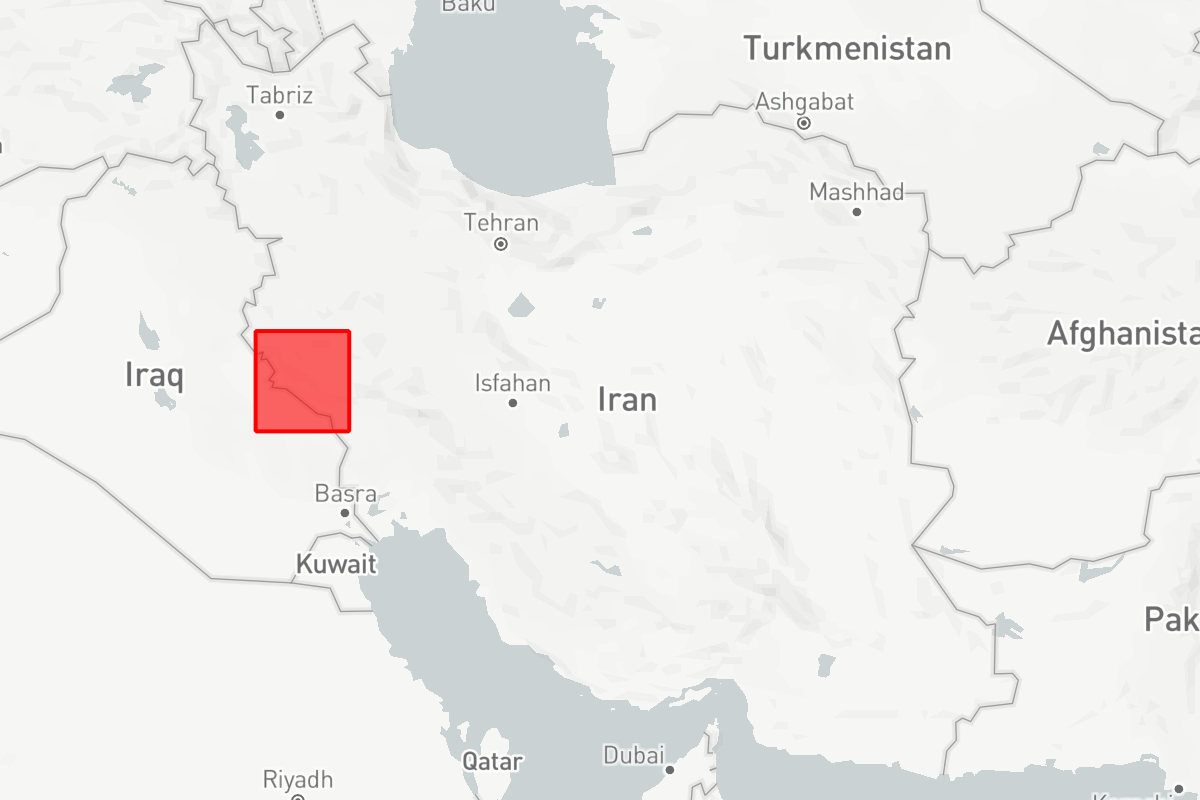 Baku
Turkmenistan
Tabriz
Ashgabat
Mashhad
Tehran
Afghanista
Iraq
Isfahan
Iran
Basra
Kuwait
Pak
Qatar
Dubai
Riyadh